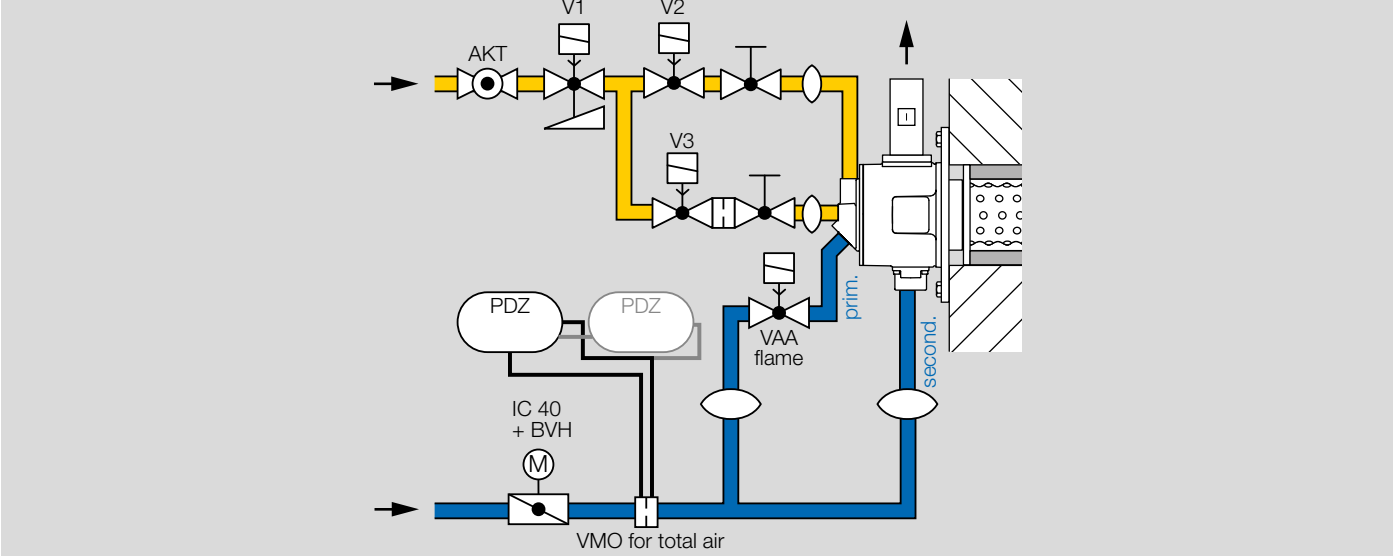 V1
V2
AKT
V3
PDZ
PDZ
prim.
VAA
flame
second.
IC 40
+ BVH
M
VMO for total air